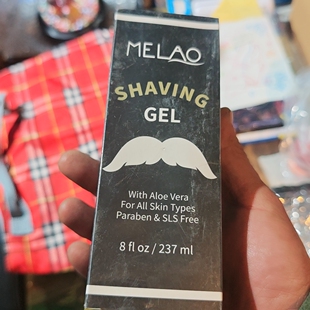 MELAO
SHAVING
GEL
With Aloe Vera
For All Skin Types
Paraben & SLS Free
8 fl oz / 237 ml